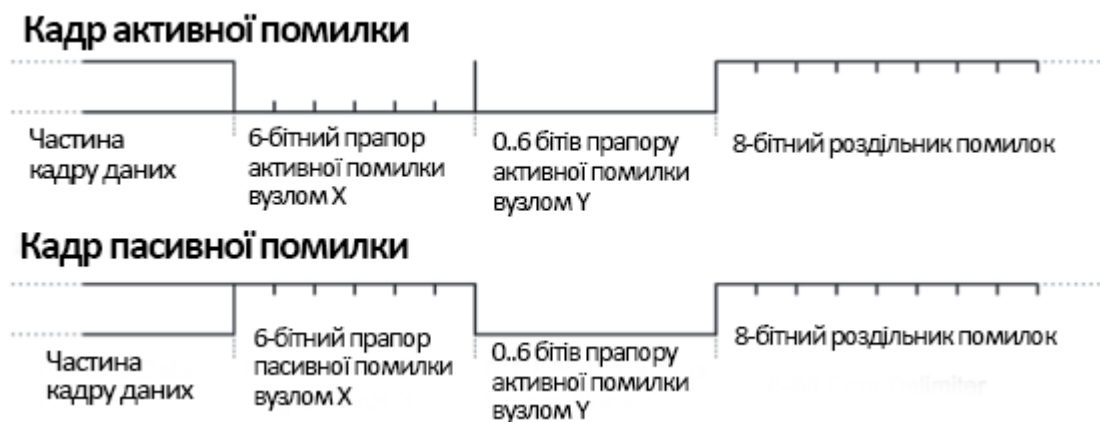 Кадр активної помилки
Частина
кадру даних
6-бітний прапор
активної помилки
вузлом X
0..6 бітів прапору
активної помилки
вузлом Y
8-бітний роздільник помилок
Кадр пасивної помилки
Частина
кадру даних
6-бітний прапор
пасивної помилки
вузлом X
0..6 бітів прапору
активної помилки
вузлом Y
8-бітний роздільник помилок